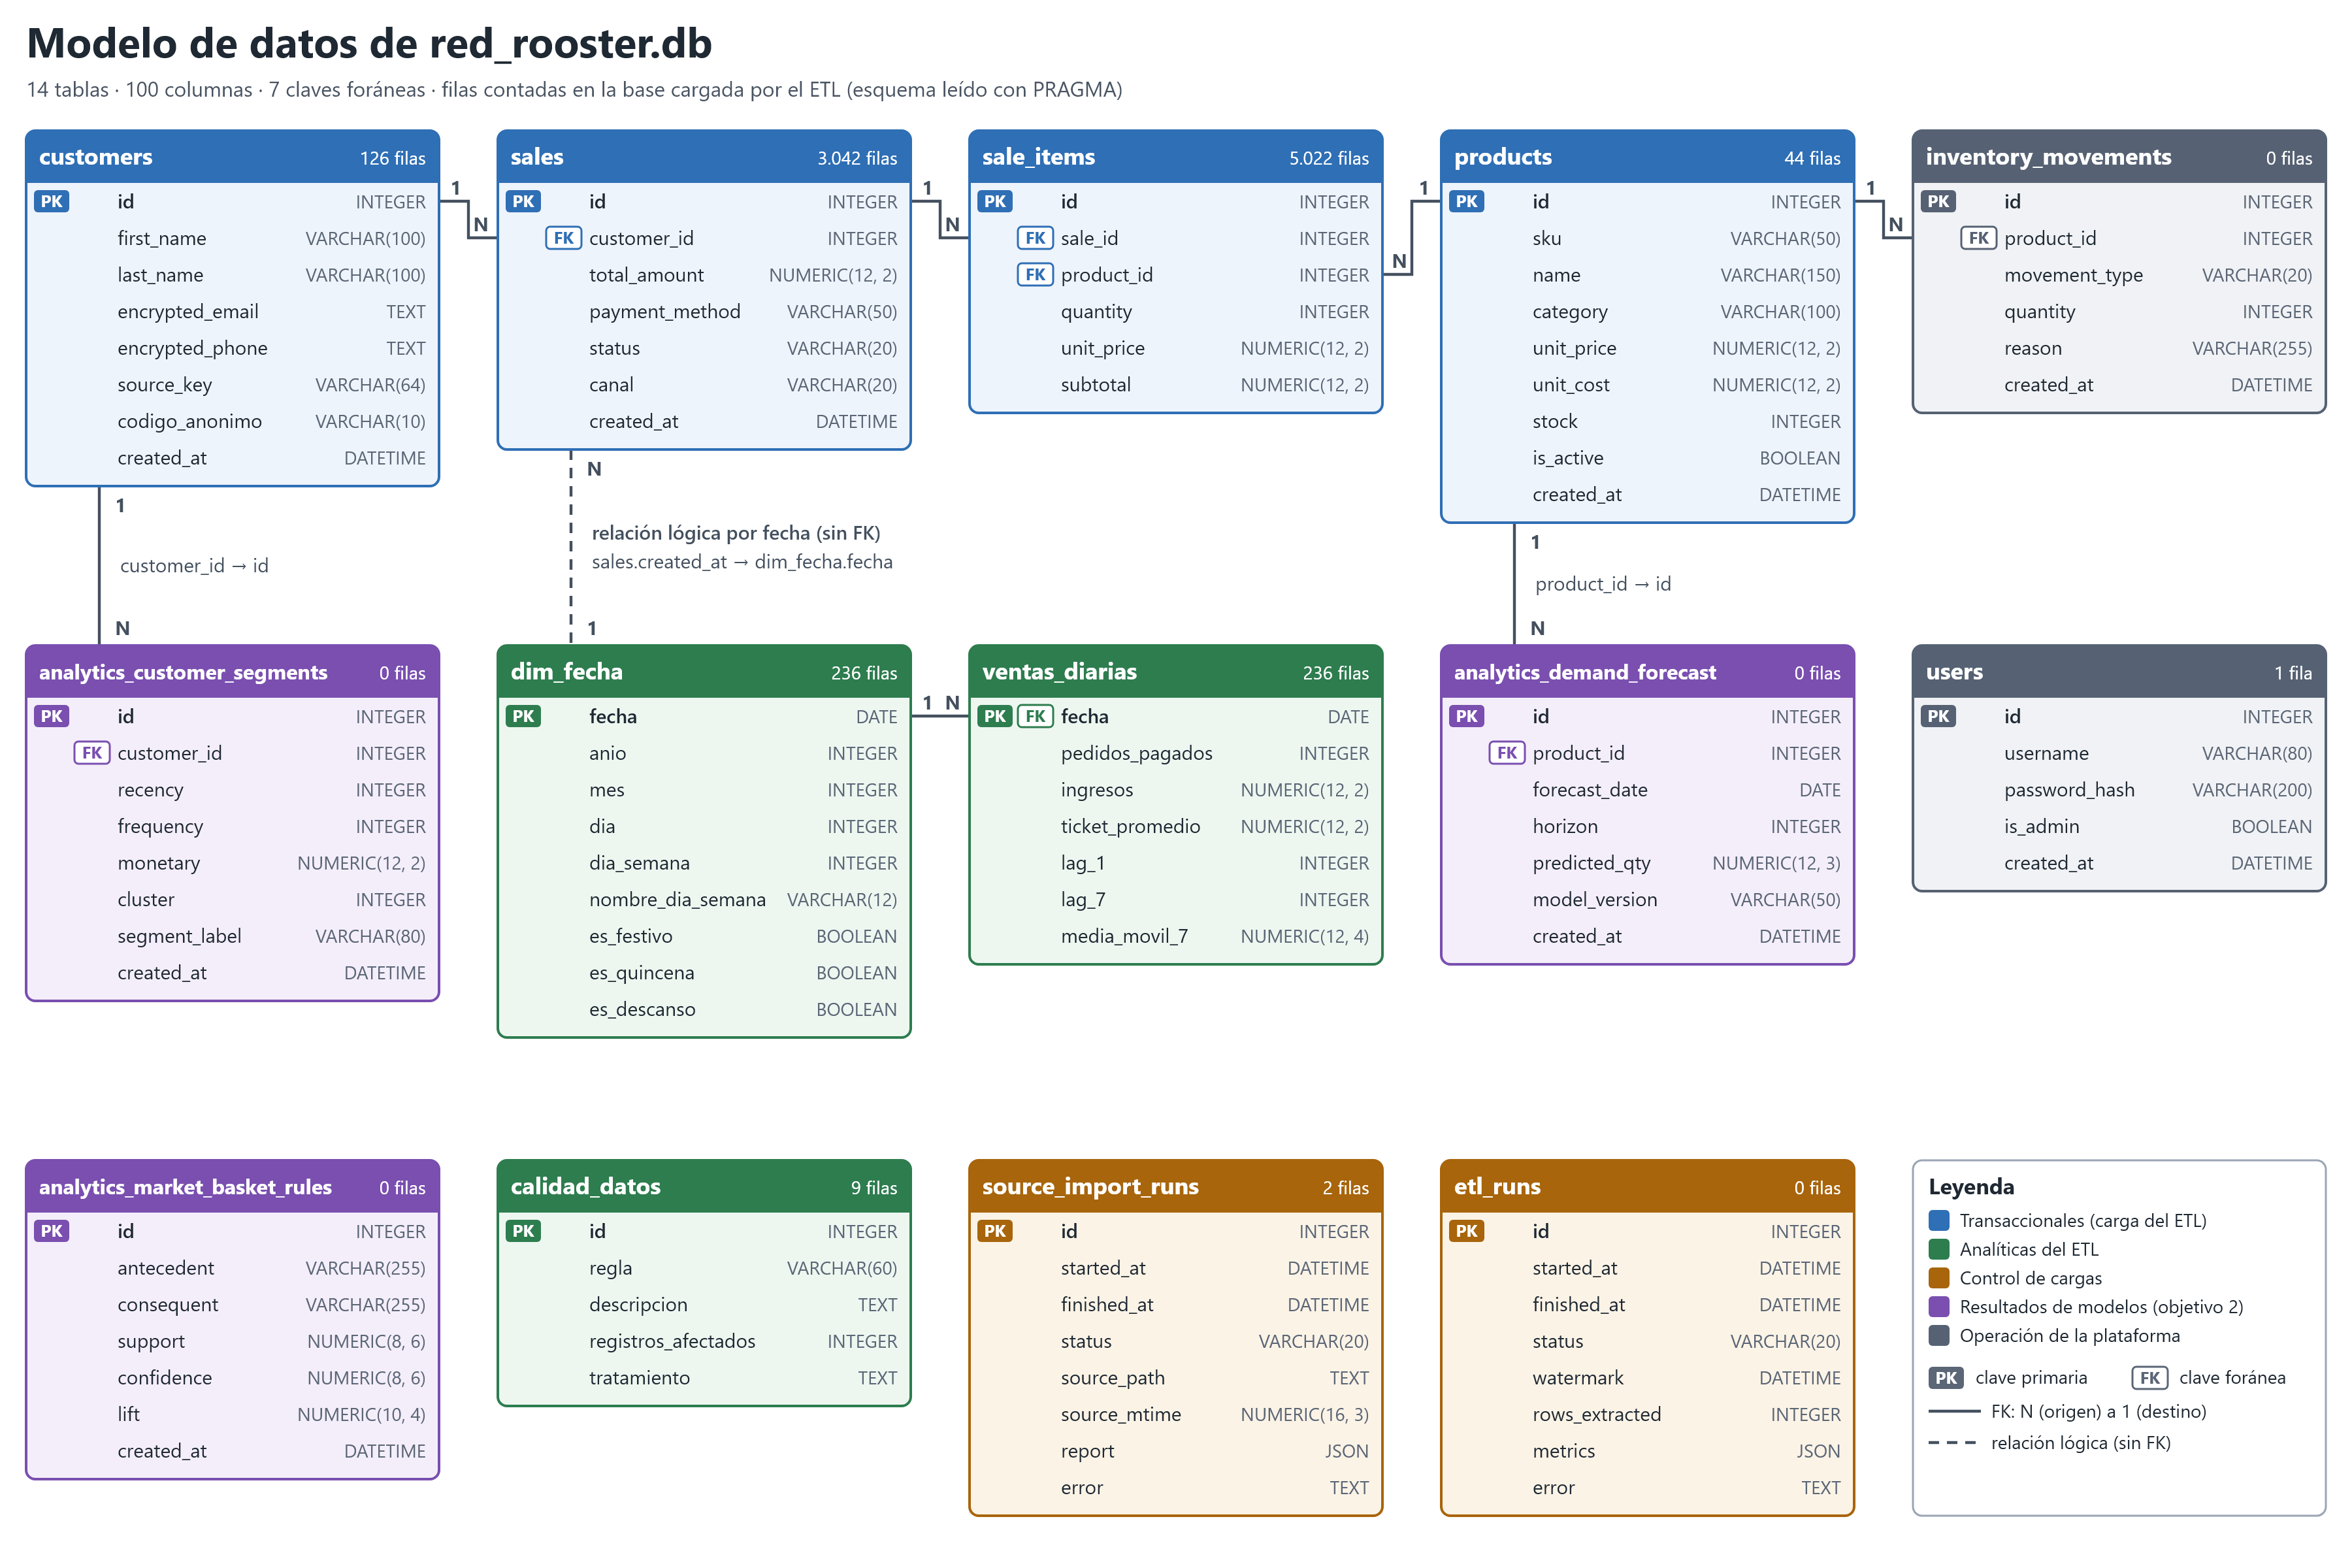 Modelo de datos de red_rooster.db
14 tablas · 100 columnas · 7 claves foráneas · filas contadas en la base cargada por el ETL (esquema leído con PRAGMA)
customers 126 filas
PK id INTEGER
first_name VARCHAR(100)
last_name VARCHAR(100)
encrypted_email TEXT
encrypted_phone TEXT
source_key VARCHAR(64)
codigo_anonimo VARCHAR(10)
created_at DATETIME
1
N
sales 3.042 filas
PK id INTEGER
FK customer_id INTEGER
total_amount NUMERIC(12, 2)
payment_method VARCHAR(50)
status VARCHAR(20)
canal VARCHAR(20)
created_at DATETIME
1
N
sale_items 5.022 filas
PK id INTEGER
FK sale_id INTEGER
FK product_id INTEGER
quantity INTEGER
unit_price NUMERIC(12, 2)
subtotal NUMERIC(12, 2)
1
N
products 44 filas
PK id INTEGER
sku VARCHAR(50)
name VARCHAR(150)
category VARCHAR(100)
unit_price NUMERIC(12, 2)
unit_cost NUMERIC(12, 2)
stock INTEGER
is_active BOOLEAN
created_at DATETIME
1
N
inventory_movements 0 filas
PK id INTEGER
FK product_id INTEGER
movement_type VARCHAR(20)
quantity INTEGER
reason VARCHAR(255)
created_at DATETIME
1
customer_id → id
N
N
relación lógica por fecha (sin FK)
sales.created_at → dim_fecha.fecha
1
1
product_id → id
N
analytics_customer_segments 0 filas
PK id INTEGER
FK customer_id INTEGER
recency INTEGER
frequency INTEGER
monetary NUMERIC(12, 2)
cluster INTEGER
segment_label VARCHAR(80)
created_at DATETIME
dim_fecha 236 filas
PK fecha DATE
anio INTEGER
mes INTEGER
dia INTEGER
dia_semana INTEGER
nombre_dia_semana VARCHAR(12)
es_festivo BOOLEAN
es_quincena BOOLEAN
es_descanso BOOLEAN
1 N
ventas_diarias 236 filas
PK FK fecha DATE
pedidos_pagados INTEGER
ingresos NUMERIC(12, 2)
ticket_promedio NUMERIC(12, 2)
lag_1 INTEGER
lag_7 INTEGER
media_movil_7 NUMERIC(12, 4)
analytics_demand_forecast 0 filas
PK id INTEGER
FK product_id INTEGER
forecast_date DATE
horizon INTEGER
predicted_qty NUMERIC(12, 3)
model_version VARCHAR(50)
created_at DATETIME
users 1 fila
PK id INTEGER
username VARCHAR(80)
password_hash VARCHAR(200)
is_admin BOOLEAN
created_at DATETIME
analytics_market_basket_rules 0 filas
PK id INTEGER
antecedent VARCHAR(255)
consequent VARCHAR(255)
support NUMERIC(8, 6)
confidence NUMERIC(8, 6)
lift NUMERIC(10, 4)
created_at DATETIME
calidad_datos 9 filas
PK id INTEGER
regla VARCHAR(60)
descripcion TEXT
registros_afectados INTEGER
tratamiento TEXT
source_import_runs 2 filas
PK id INTEGER
started_at DATETIME
finished_at DATETIME
status VARCHAR(20)
source_path TEXT
source_mtime NUMERIC(16, 3)
report JSON
error TEXT
etl_runs 0 filas
PK id INTEGER
started_at DATETIME
finished_at DATETIME
status VARCHAR(20)
watermark DATETIME
rows_extracted INTEGER
metrics JSON
error TEXT
Leyenda
Transaccionales (carga del ETL)
Analíticas del ETL
Control de cargas
Resultados de modelos (objetivo 2)
Operación de la plataforma
PK clave primaria FK clave foránea
FK: N (origen) a 1 (destino)
relación lógica (sin FK)